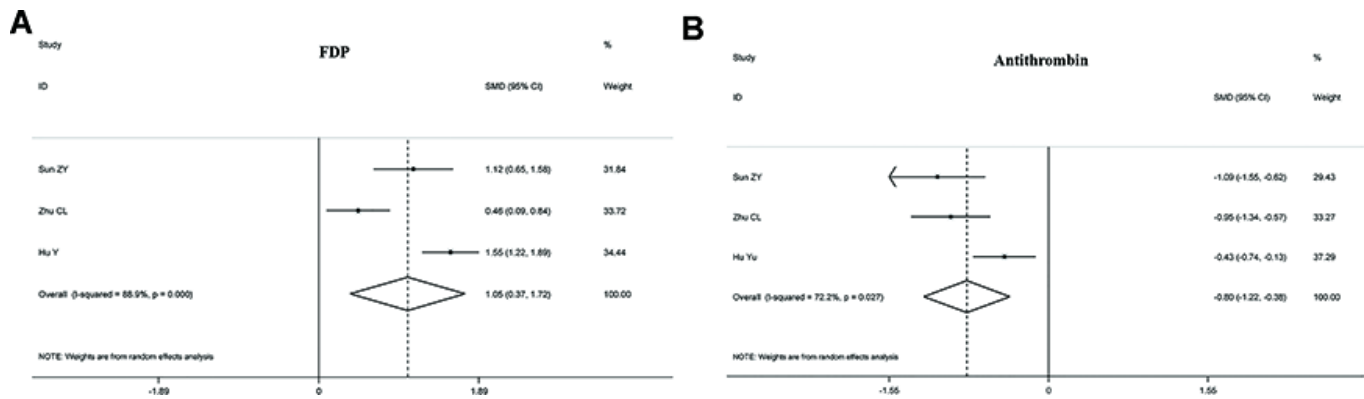 A
Study
FDP
%
ID
SMD (95% CI)
Weight
Sun ZY
1.12 (0.65, 1.58)
31.84
Zhu CL
0.46 (0.09, 0.84)
33.72
Hu Y
1.55 (1.22, 1.89)
34.44
Overall (I-squared = 88.9%, p = 0.000)
1.05 (0.37, 1.72)
100.00
NOTE: Weights are from random effects analysis
-1.89
0
1.89
B
Study
Antithrombin
%
ID
SMD (95% CI)
Weight
Sun ZY
-1.09 (-1.55, -0.62)
29.43
Zhu CL
-0.95 (-1.34, -0.57)
33.27
Hu Yu
-0.43 (-0.74, -0.13)
37.29
Overall (I-squared = 72.2%, p = 0.027)
-0.80 (-1.22, -0.38)
100.00
NOTE: Weights are from random effects analysis
-1.55
0
1.55